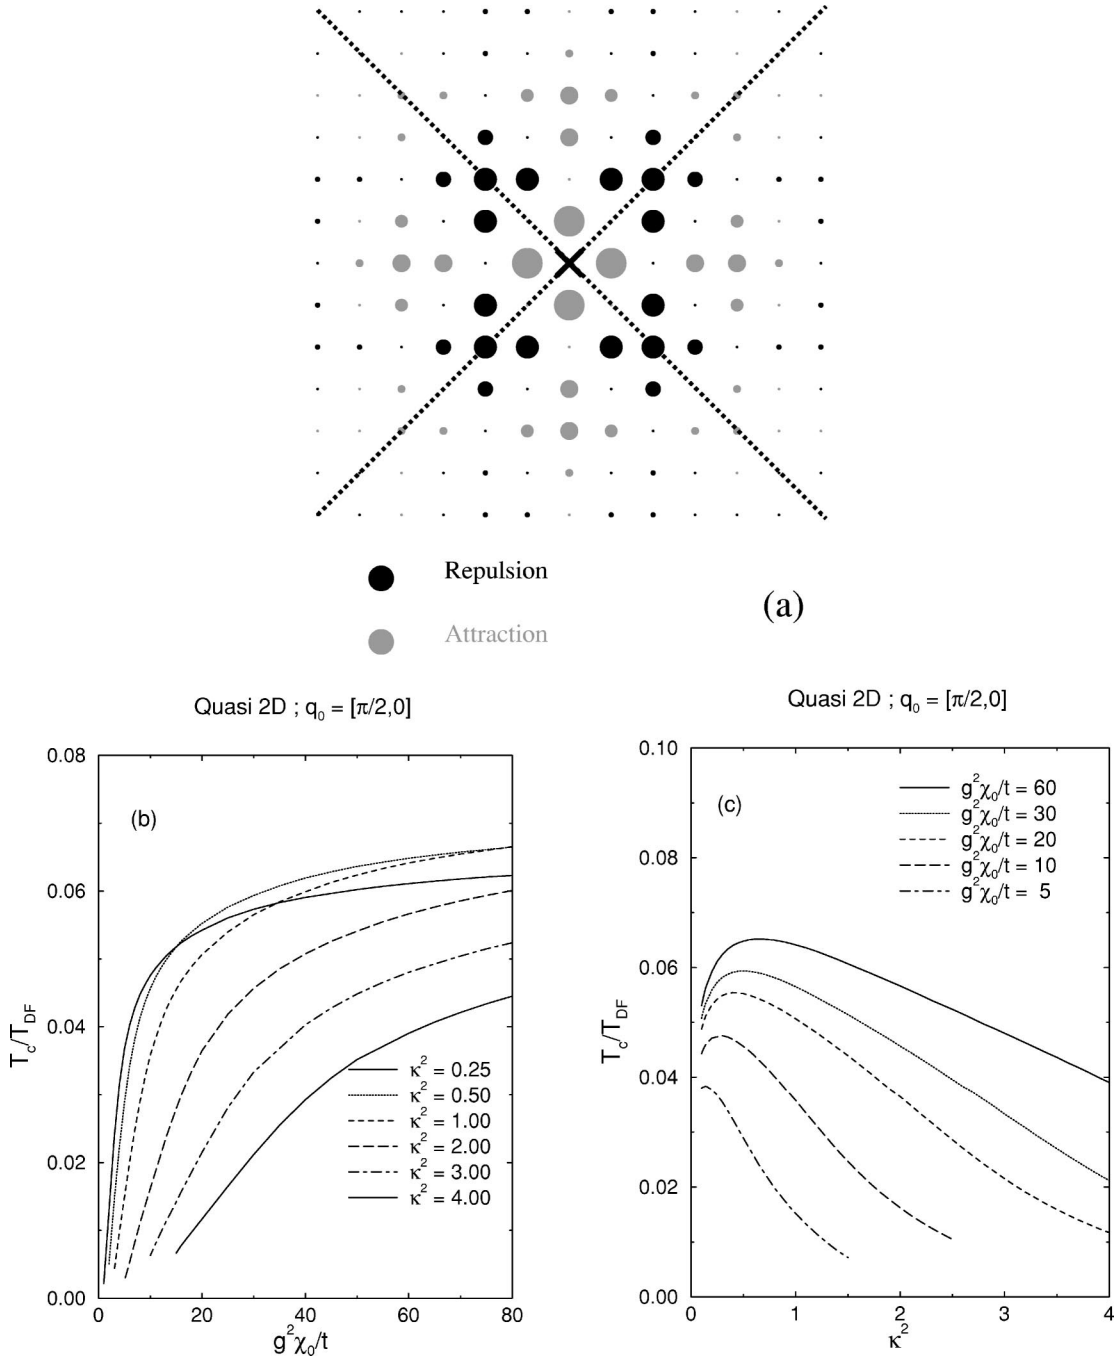 Repulsion
(a)
Attraction
Quasi 2D ; q₀ = [π/2,0]
(b)
κ² = 0.25
κ² = 0.50
κ² = 1.00
κ² = 2.00
κ² = 3.00
κ² = 4.00
0.08
0.06
0.04
0.02
0.00
T_c/T_DF
0
20
40
60
80
g²χ₀/t
Quasi 2D ; q₀ = [π/2,0]
(c)
g²χ₀/t = 60
g²χ₀/t = 30
g²χ₀/t = 20
g²χ₀/t = 10
g²χ₀/t = 5
0.10
0.08
0.06
0.04
0.02
0.00
T_c/T_DF
0
1
2
3
4
κ²